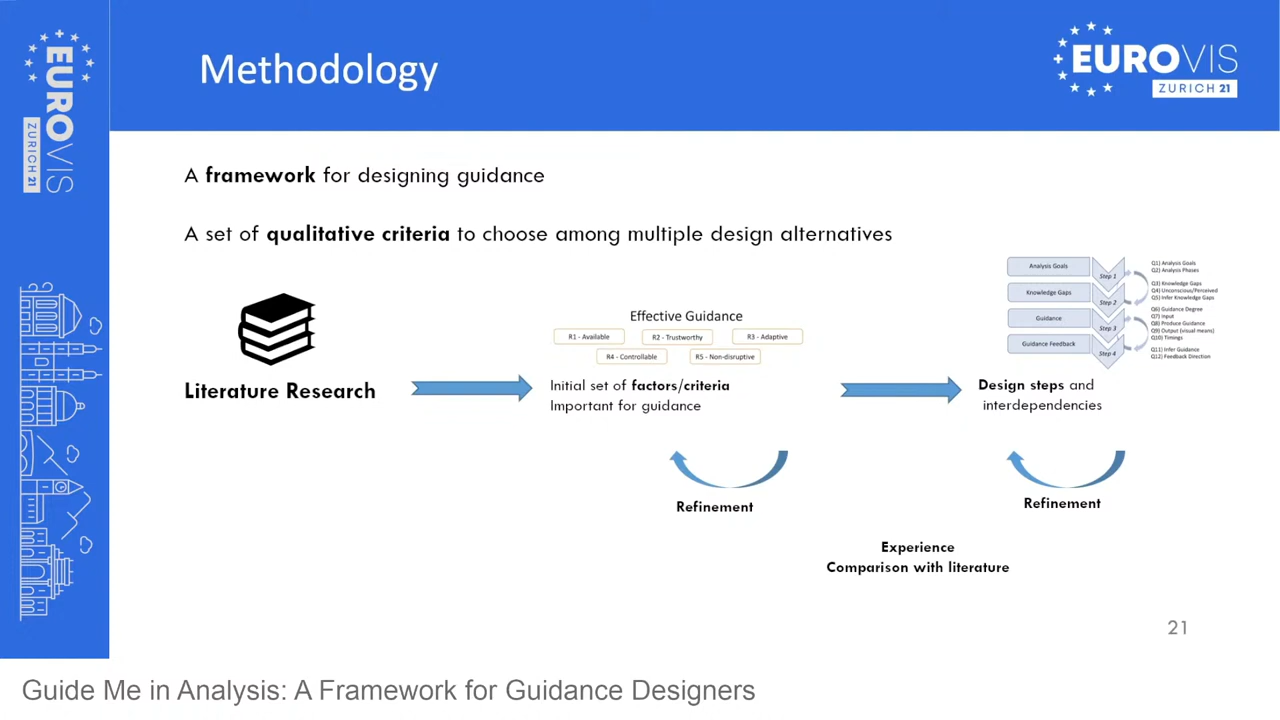 Methodology
EUROVIS
ZURICH 21
EUROVIS
ZURICH 21
A framework for designing guidance
A set of qualitative criteria to choose among multiple design alternatives
Literature Research
Effective Guidance
R1 - Available
R2 - Trustworthy
R3 - Adaptive
R4 - Controllable
R5 - Non-disruptive
Initial set of factors/criteria
Important for guidance
Refinement
Analysis Goals
Knowledge Gaps
Guidance
Guidance Feedback
Step 1
Step 2
Step 3
Step 4
Q1) Analysis Goals
Q2) Analysis Phases
Q3) Knowledge Gaps
Q4) Unconscious/Perceived
Q5) Infer Knowledge Gaps
Q6) Guidance Degree
Q7) Input
Q8) Produce Guidance
Q9) Output (visual means)
Q10) Timings
Q11) Infer Guidance
Q12) Feedback Direction
Design steps and
interdependencies
Refinement
Experience
Comparison with literature
21
Guide Me in Analysis: A Framework for Guidance Designers